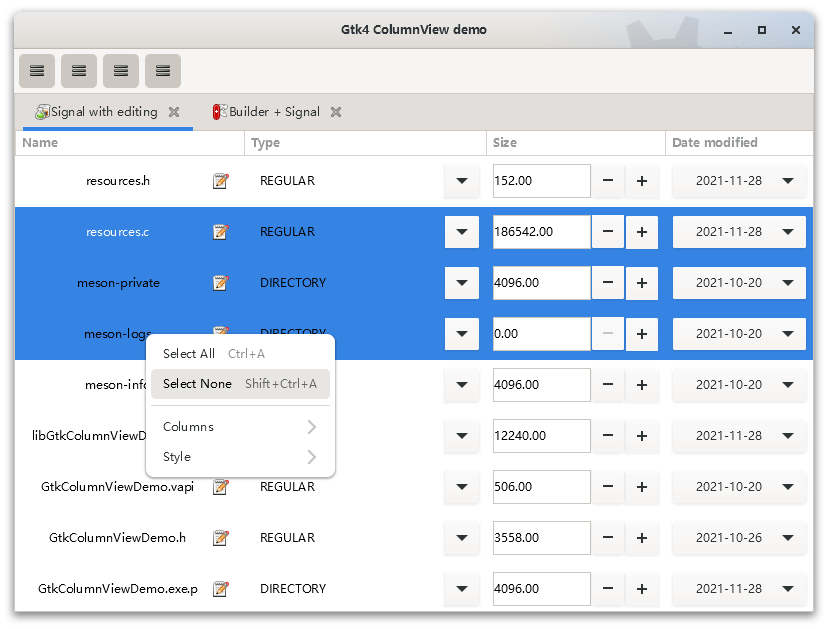 Gtk4 ColumnView demo
Signal with editing Builder + Signal
Name Type Size Date modified
resources.h REGULAR 152.00 2021-11-28
resources.c REGULAR 186542.00 2021-11-28
meson-private DIRECTORY 4096.00 2021-10-20
meson-logs DIRECTORY 0.00 2021-10-20
Select All Ctrl+A
Select None Shift+Ctrl+A
Columns
Style
meson-info 4096.00 2021-10-20
libGtkColumnViewD 12240.00 2021-11-28
GtkColumnViewDemo.vapi REGULAR 506.00 2021-10-20
GtkColumnViewDemo.h REGULAR 3558.00 2021-10-26
GtkColumnViewDemo.exe.p DIRECTORY 4096.00 2021-11-28